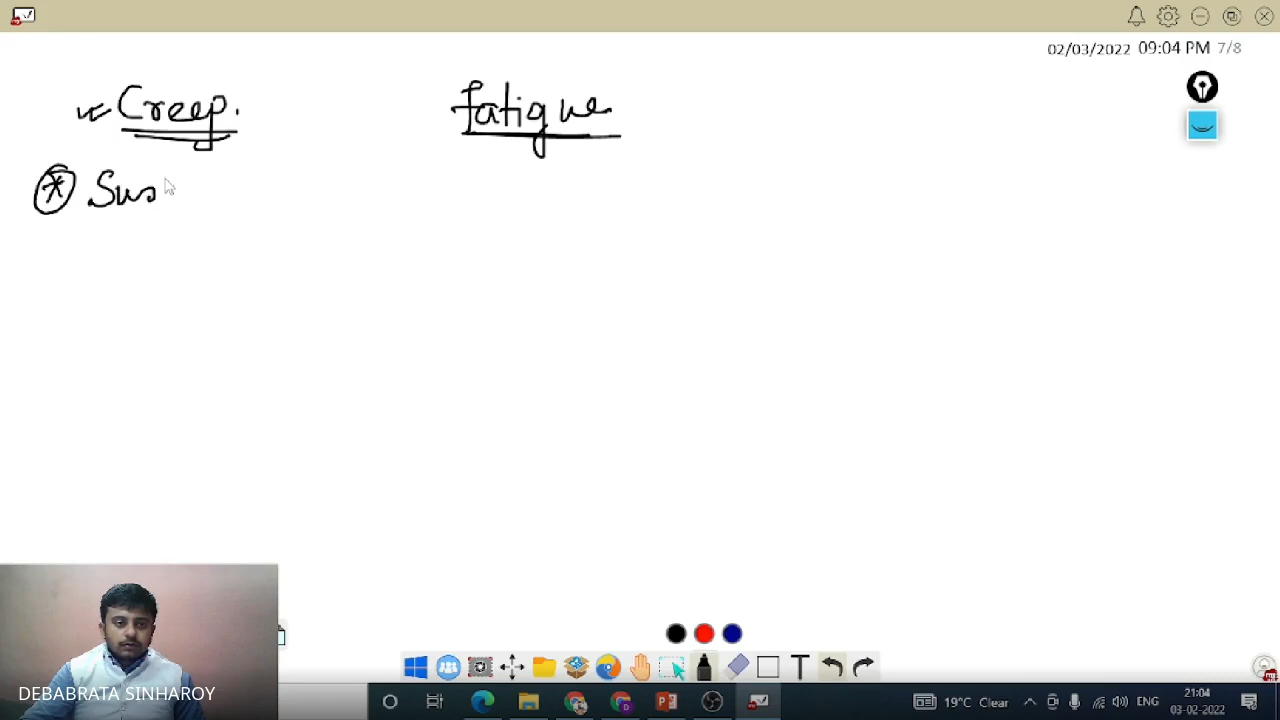 02/03/2022 09:04 PM 7/8
Creep. Fatigue
* Sus
DEBABRATA SINHAROY
T
19°C Clear
ENG
21:04
03-02-2022